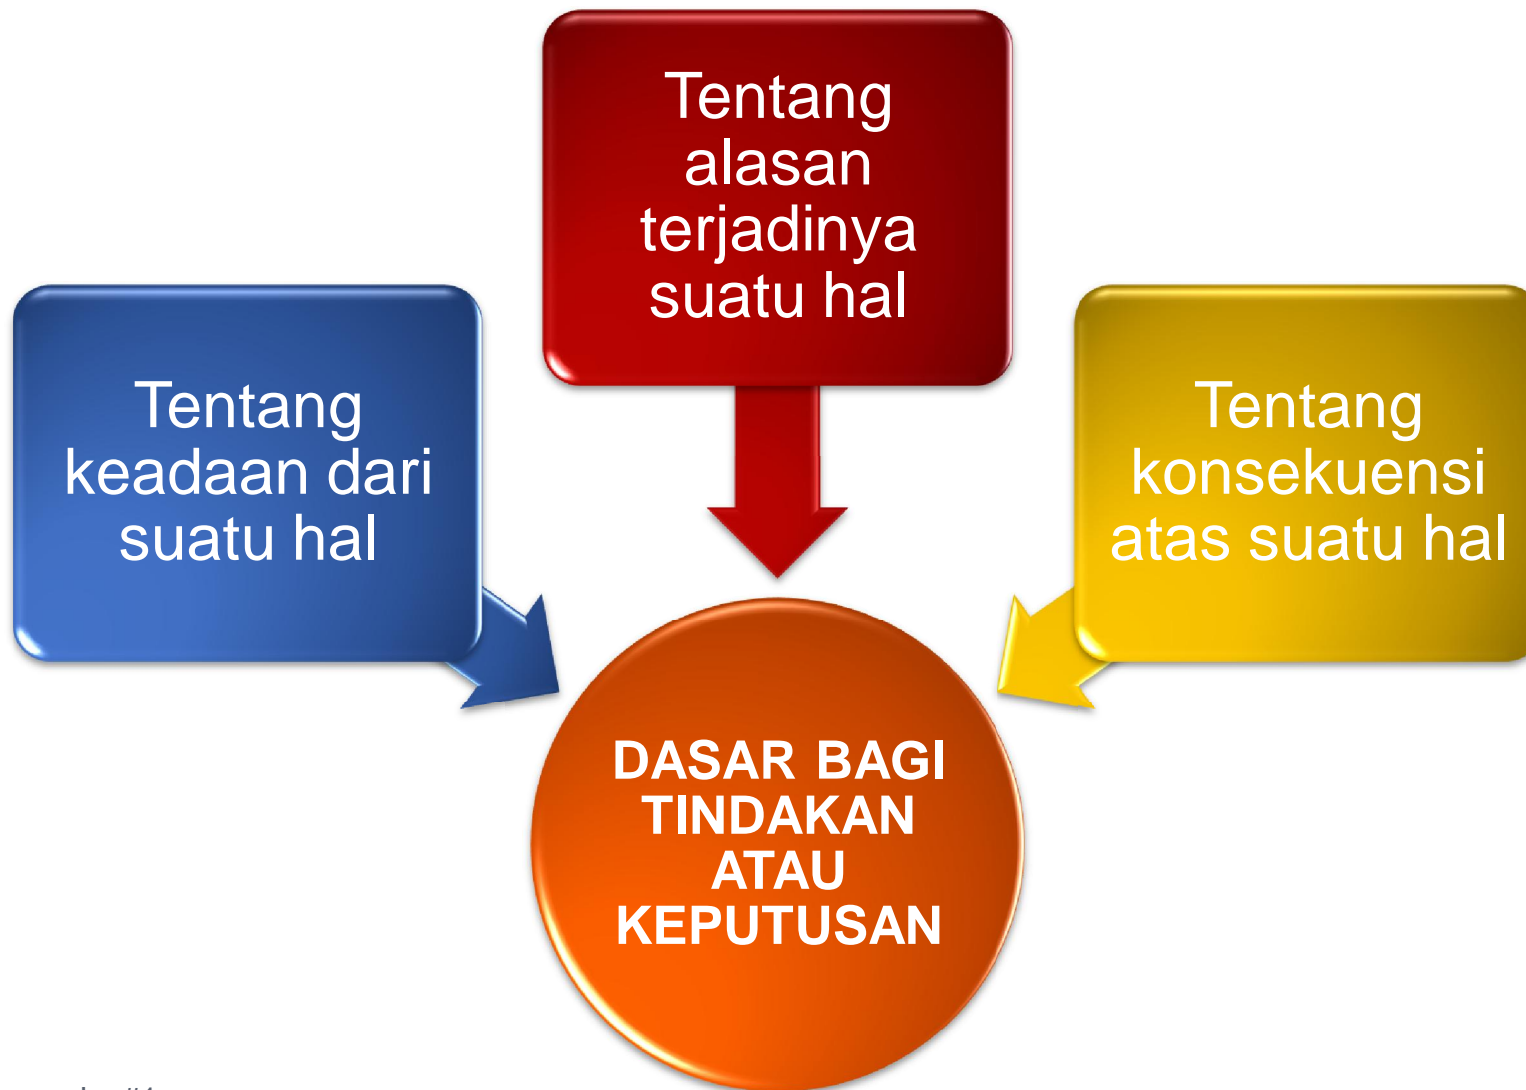 Tentang
alasan
terjadinya
suatu hal
Tentang
keadaan dari
suatu hal
Tentang
konsekuensi
atas suatu hal
DASAR BAGI
TINDAKAN
ATAU
KEPUTUSAN